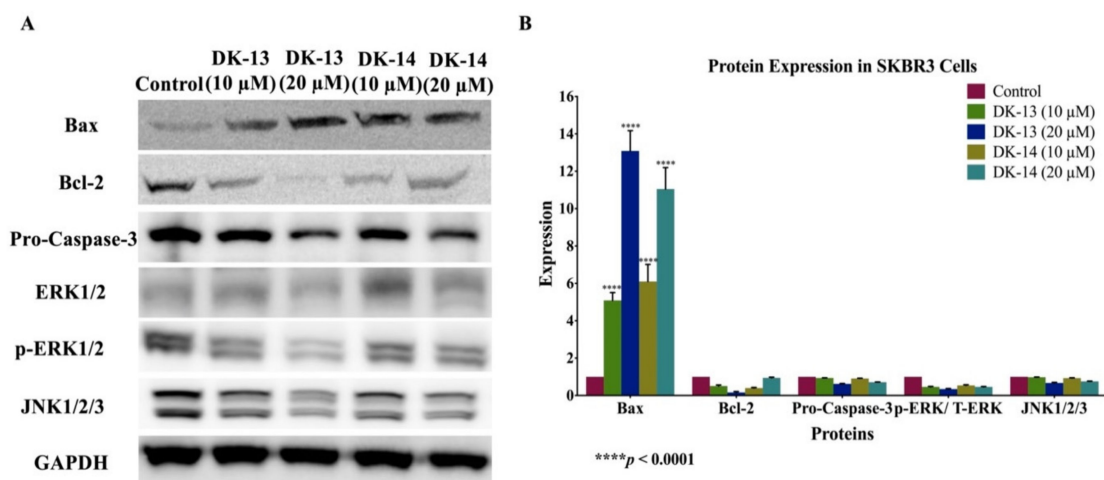 A
DK-13 DK-13 DK-14 DK-14
Control (10 µM) (20 µM) (10 µM) (20 µM)
Bax
Bcl-2
Pro-Caspase-3
ERK1/2
p-ERK1/2
JNK1/2/3
GAPDH
B
Protein Expression in SKBR3 Cells
Control
DK-13 (10 µM)
DK-13 (20 µM)
DK-14 (10 µM)
DK-14 (20 µM)
Expression
16
14
12
10
8
6
4
2
0
****
****
****
****
Bax Bcl-2 Pro-Caspase-3 p-ERK/ T-ERK JNK1/2/3
Proteins
****p < 0.0001